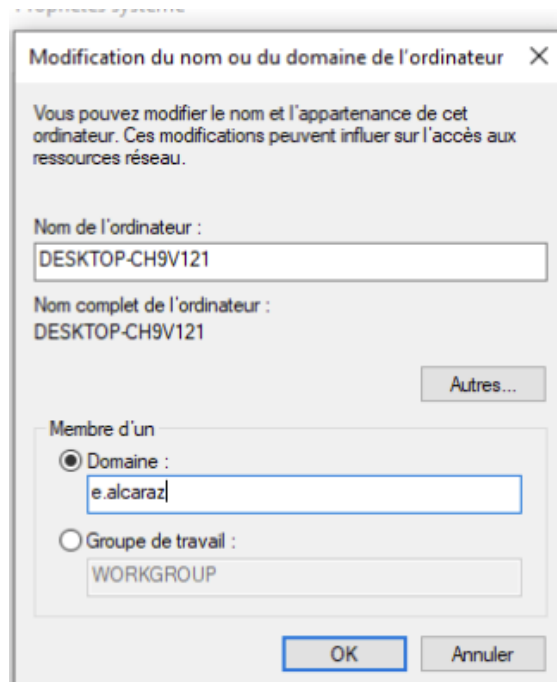 Propriétés système
Modification du nom ou du domaine de l'ordinateur
Vous pouvez modifier le nom et l'appartenance de cet
ordinateur. Ces modifications peuvent influer sur l'accès aux
ressources réseau.
Nom de l'ordinateur :
DESKTOP-CH9V121
Nom complet de l'ordinateur :
DESKTOP-CH9V121
Autres...
Membre d'un
Domaine :
e.alcaraz
Groupe de travail :
WORKGROUP
OK Annuler